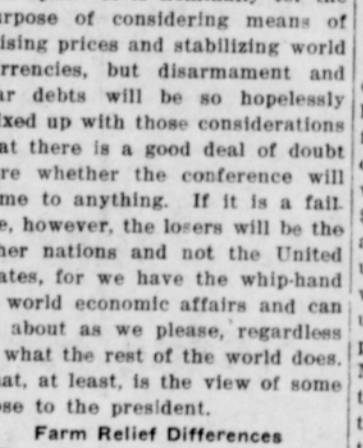 urpose of considering means of
ising prices and stabilizing world
rrencies, but disarmament and
ar debts will be so hopelessly
ixed up with those considerations
at there is a good deal of doubt
re whether the conference will
me to anything. If it is a fail-
e, however, the losers will be the
her nations and not the United
ates, for we have the whip-hand
world economic affairs and can
about as we please, regardless
what the rest of the world does.
at, at least, is the view of some
ose to the president.
Farm Relief Differences